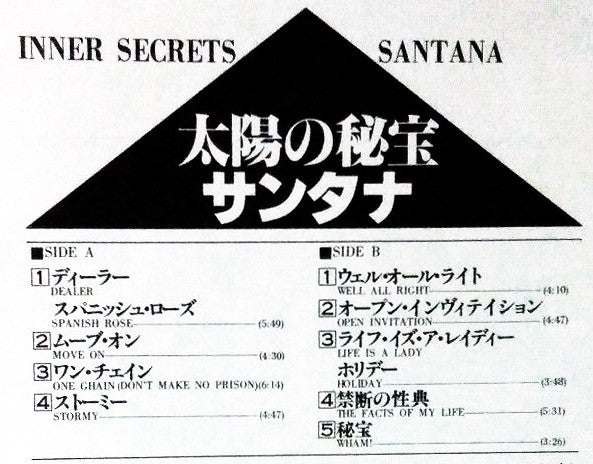 INNER SECRETS SANTANA
太陽の秘宝
サンタナ
■SIDE A
1 ディーラー
DEALER
スパニッシュ・ローズ
SPANISH ROSE (5:49)
2 ムーブ・オン
MOVE ON (4:30)
3 ワン・チェイン
ONE GHAIN (DON'T MAKE NO PRISON) (6:14)
4 ストーミー
STORMY (4:47)
■SIDE B
1 ウェル・オール・ライト
WELL ALL RIGHT (4:10)
2 オープン・インヴィテイション
OPEN INVITATION (4:47)
3 ライフ・イズ・ア・レイディー
LIFE IS A LADY
ホリデー
HOLIDAY (3:48)
4 禁断の性典
THE FACTS OF MY LIFE (5:31)
5 秘宝
WHAM! (3:26)